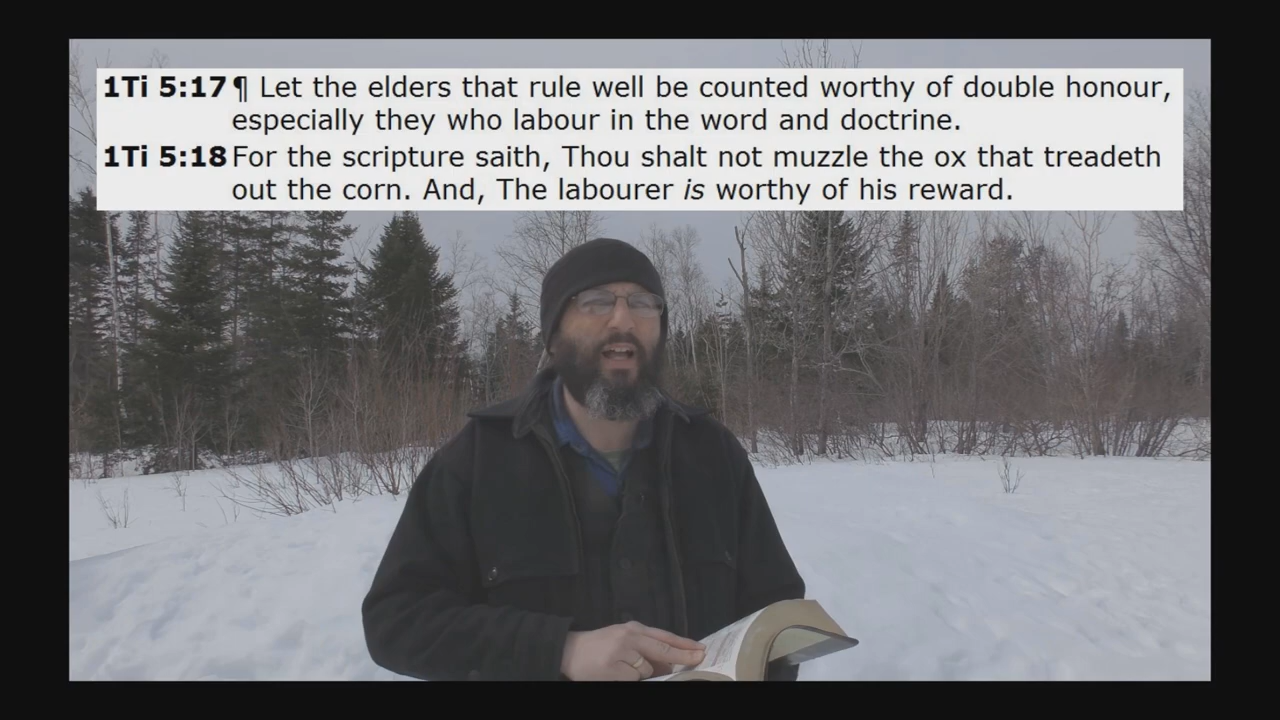 1Ti 5:17 ¶ Let the elders that rule well be counted worthy of double honour,
especially they who labour in the word and doctrine.
1Ti 5:18 For the scripture saith, Thou shalt not muzzle the ox that treadeth
out the corn. And, The labourer is worthy of his reward.